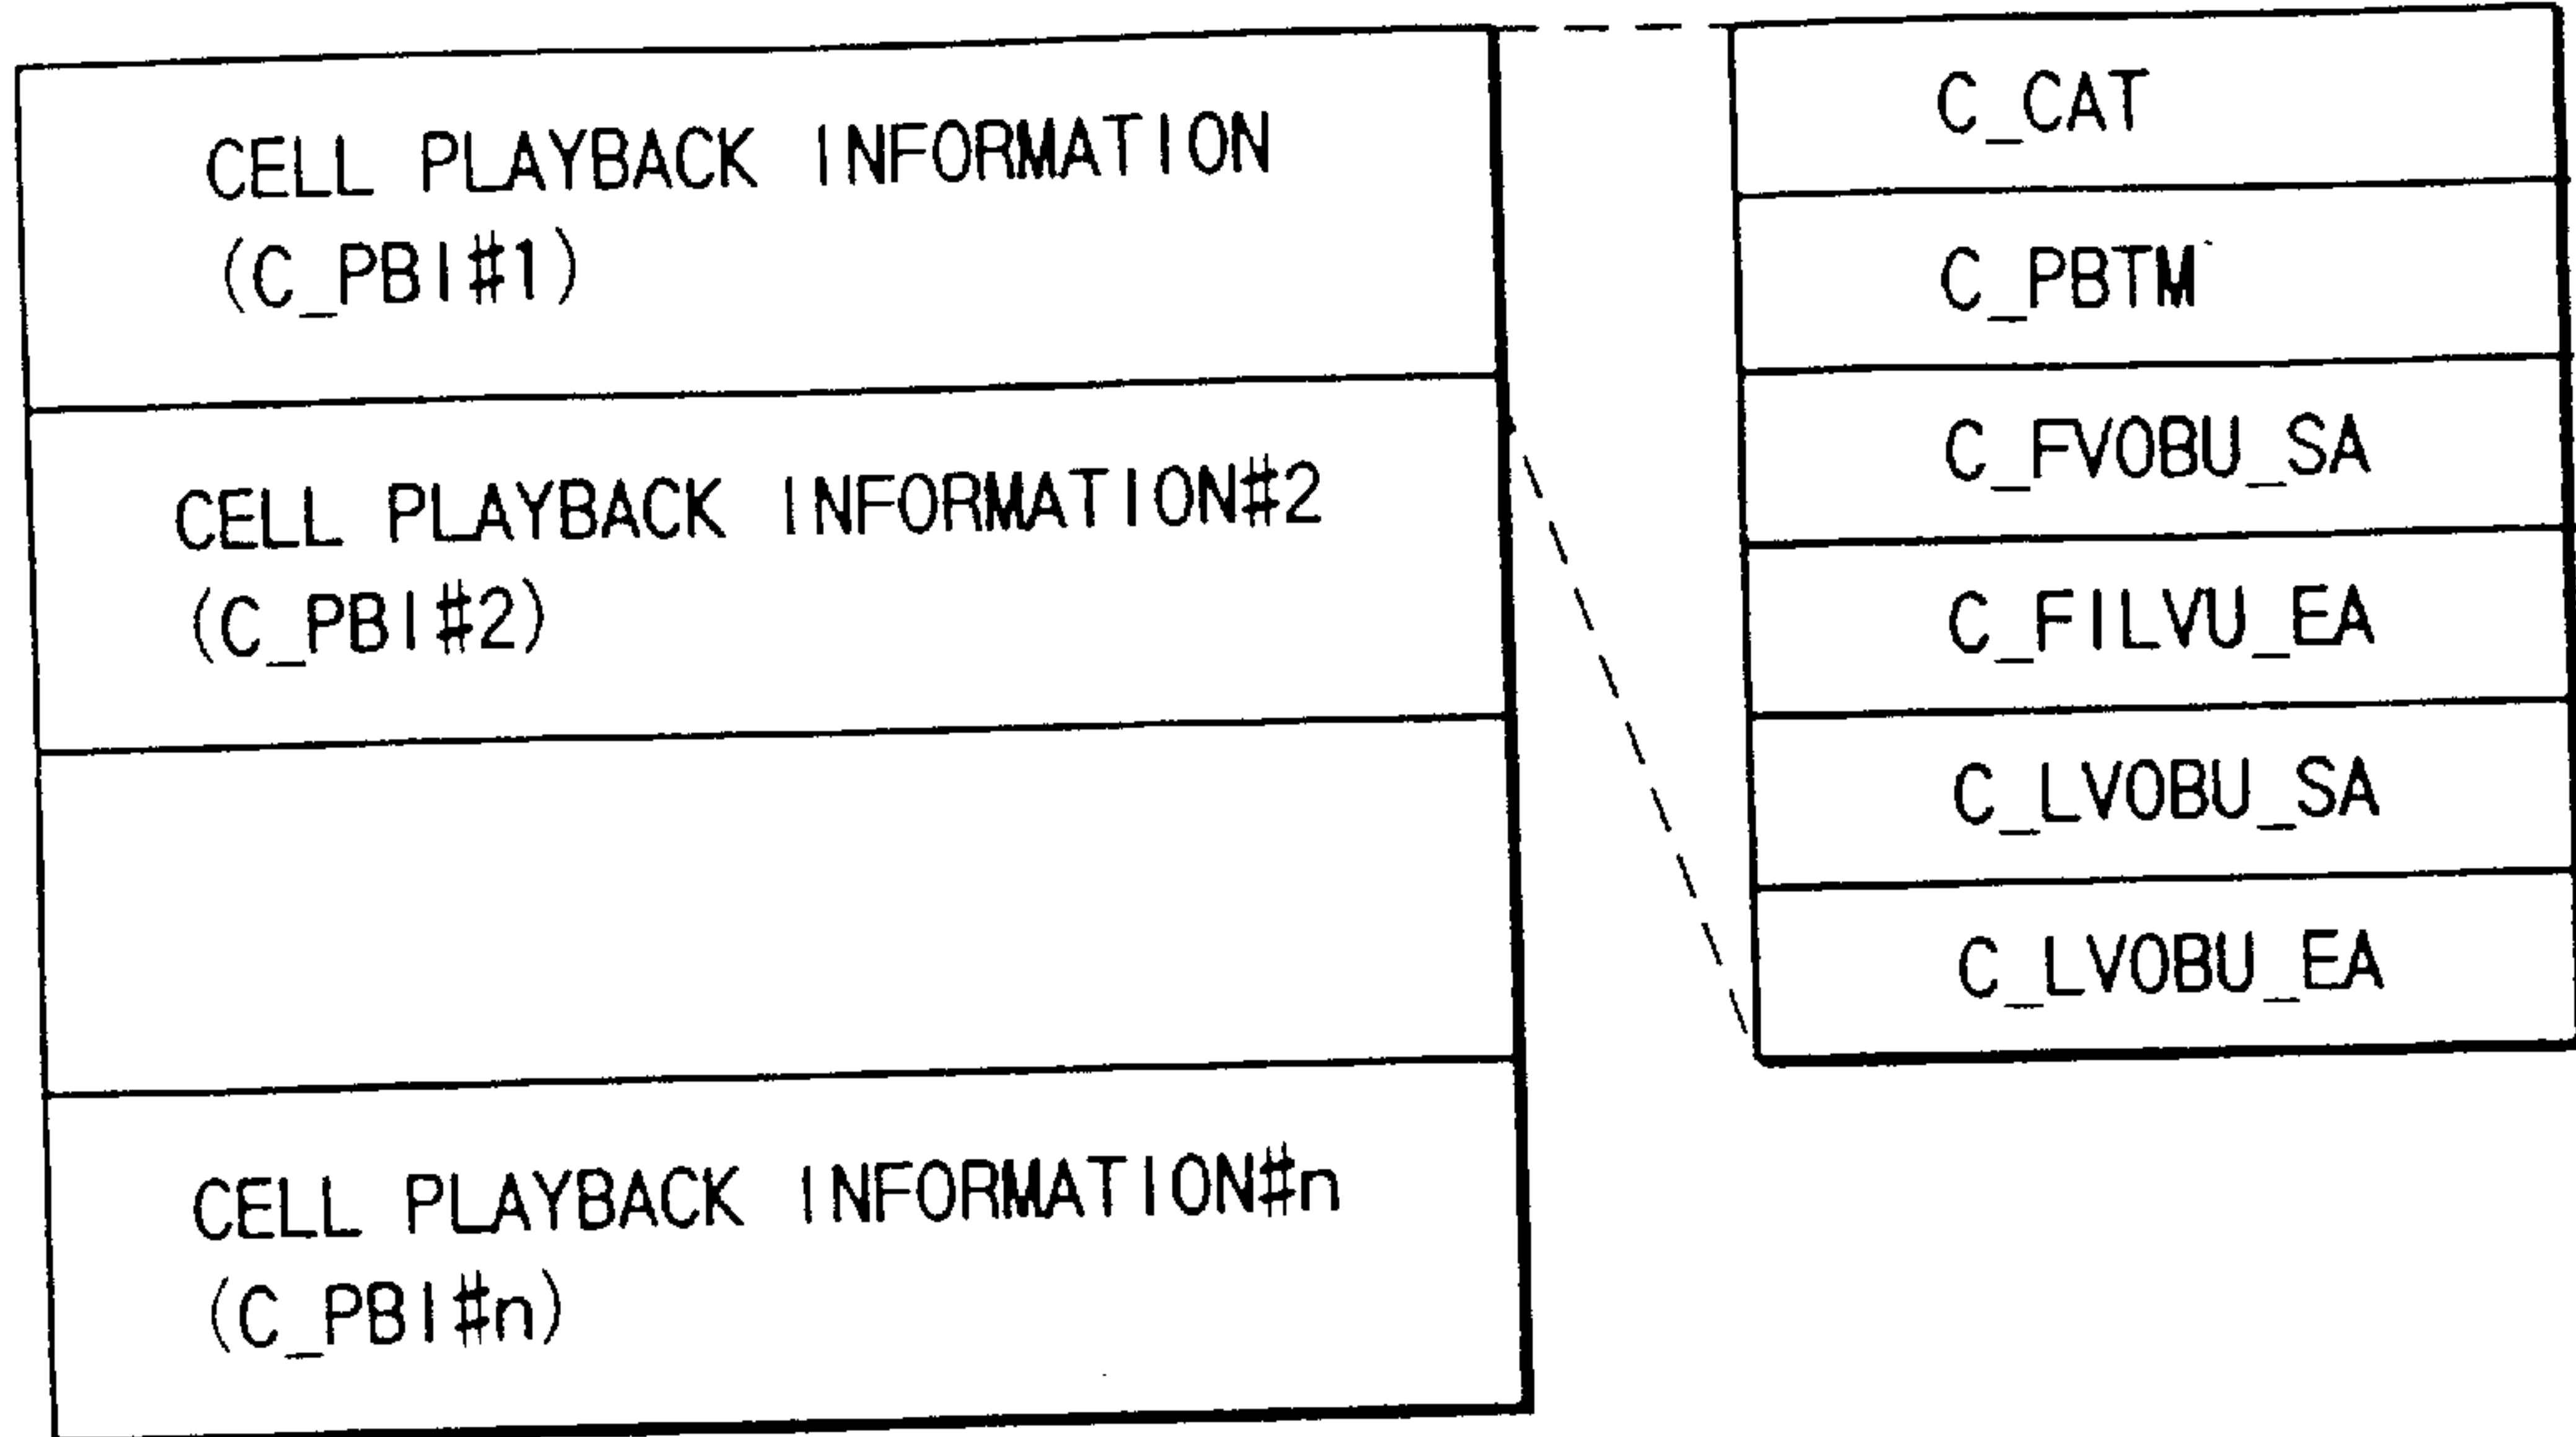 CELL PLAYBACK INFORMATION
(C_PBI#1)
CELL PLAYBACK INFORMATION#2
(C_PBI#2)
CELL PLAYBACK INFORMATION#n
(C_PBI#n)
C_CAT
C_PBTM
C_FVOBU_SA
C_FILVU_EA
C_LVOBU_SA
C_LVOBU_EA